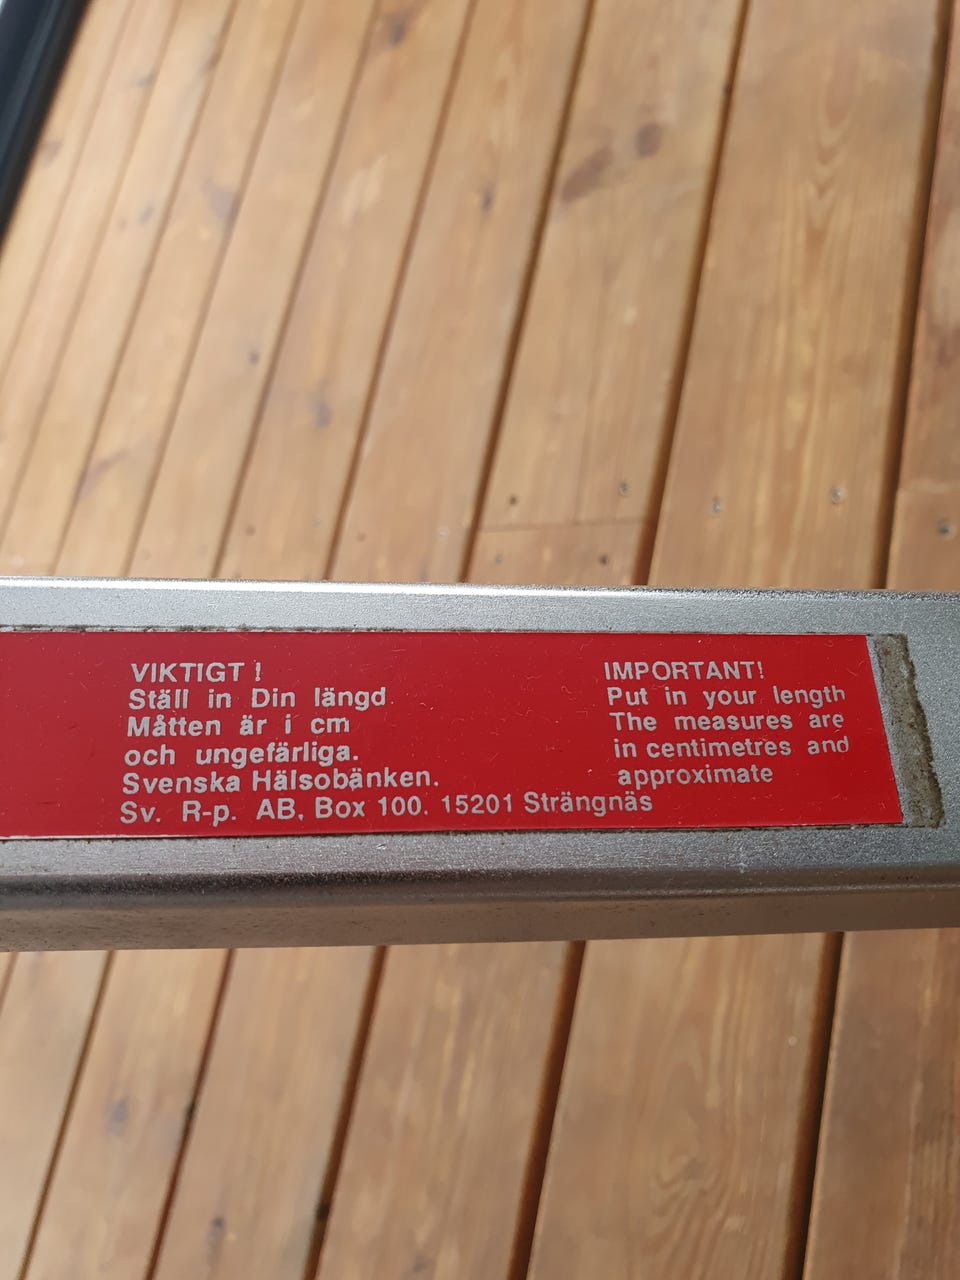 VIKTIGT !
Ställ in Din längd.
Måtten är i cm
och ungefärliga.
Svenska Hälsobänken.
Sv. R-p. AB, Box 100. 15201 Strängnäs
IMPORTANT!
Put in your length
The measures are
in centimetres and
approximate